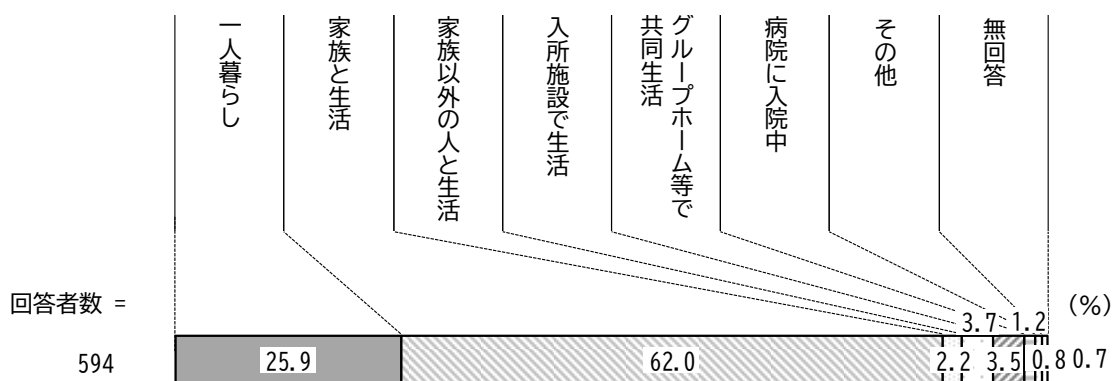 一人暮らし
家族と生活
家族以外の人と生活
入所施設で生活
グループホーム等で
共同生活
病院に入院中
その他
無回答
回答者数 =
(%)
3.7 1.2
594
25.9
62.0
2.2
3.5
0.8
0.7